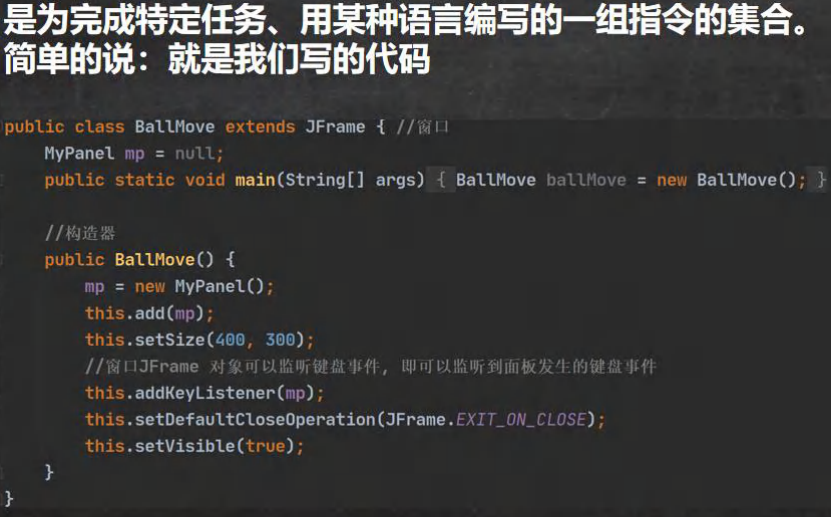 是为完成特定任务、用某种语言编写的一组指令的集合。
简单的说：就是我们写的代码
public class BallMove extends JFrame { //窗口
    MyPanel mp = null;
    public static void main(String[] args) { BallMove ballMove = new BallMove(); }
    //构造器
    public BallMove() {
        mp = new MyPanel();
        this.add(mp);
        this.setSize(400, 300);
        //窗口JFrame 对象可以监听键盘事件, 即可以监听到面板发生的键盘事件
        this.addKeyListener(mp);
        this.setDefaultCloseOperation(JFrame.EXIT_ON_CLOSE);
        this.setVisible(true);
    }
}